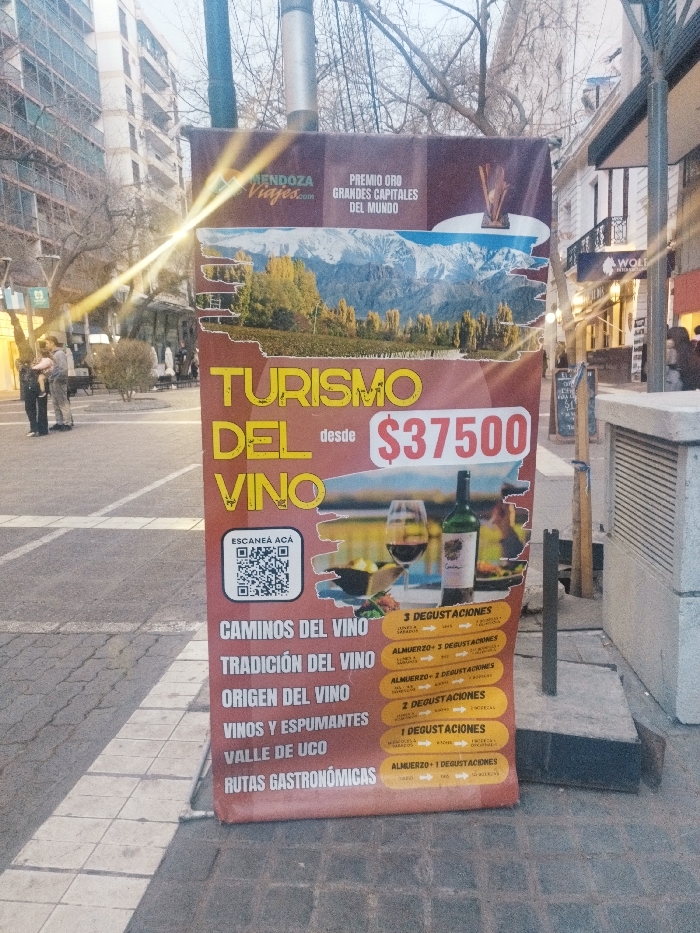 MENDOZA
Viajes.com
PREMIO ORO
GRANDES CAPITALES
DEL MUNDO
TURISMO
DEL
VINO
desde
$37500
ESCANEÁ ACÁ
CAMINOS DEL VINO
3 DEGUSTACIONES
TRADICIÓN DEL VINO
ALMUERZO+ 3 DEGUSTACIONES
ORIGEN DEL VINO
ALMUERZO+ 2 DEGUSTACIONES
VINOS Y ESPUMANTES
2 DEGUSTACIONES
VALLE DE UCO
1 DEGUSTACIONES
RUTAS GASTRONÓMICAS
ALMUERZO+ 1 DEGUSTACIONES
WOLF